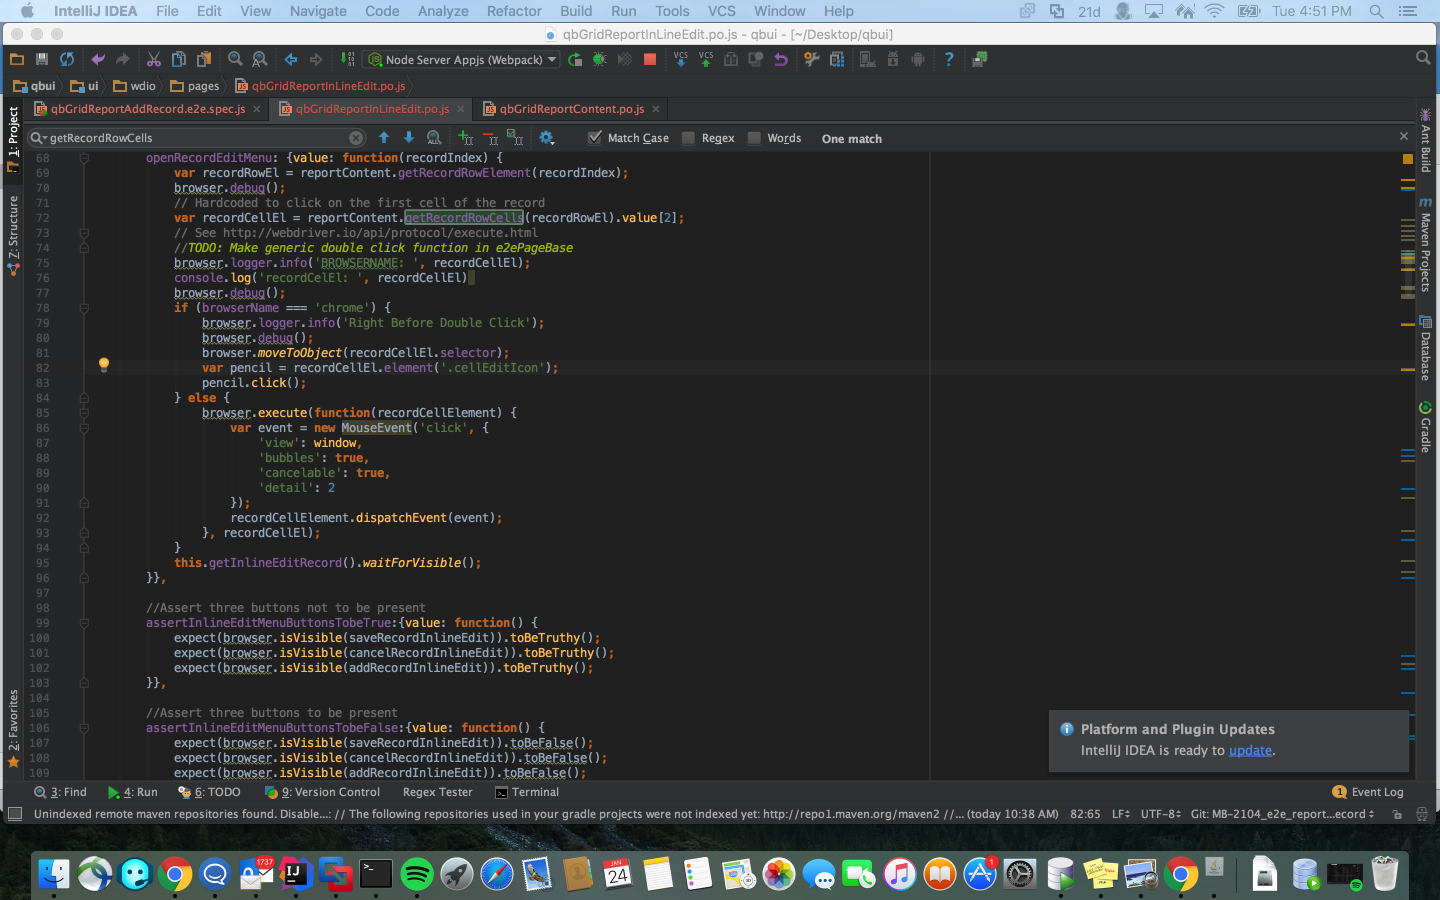 IntelliJ IDEA File Edit View Navigate Code Analyze Refactor Build Run Tools VCS Window Help 21d Tue 4:51 PM
qbGridReportInLineEdit.po.js - qbui - [~/Desktop/qbui]
Node Server Appjs (Webpack) VCS VCS
qbui ui wdio pages qbGridReportInLineEdit.po.js
qbGridReportAddRecord.e2e.spec.js qbGridReportInLineEdit.po.js qbGridReportContent.po.js
getRecordRowCells Match Case Regex Words One match
68 openRecordEditMenu: {value: function(recordIndex) {
69 var recordRowEl = reportContent.getRecordRowElement(recordIndex);
70 browser.debug();
71 // Hardcoded to click on the first cell of the record
72 var recordCellEl = reportContent.getRecordRowCells(recordRowEl).value[2];
73 // See http://webdriver.io/api/protocol/execute.html
74 //TODO: Make generic double click function in e2ePageBase
75 browser.logger.info('BROWSERNAME: ', recordCellEl);
76 console.log('recordCelEl: ', recordCellEl)
77 browser.debug();
78 if (browserName === 'chrome') {
79 browser.logger.info('Right Before Double Click');
80 browser.debug();
81 browser.moveToObject(recordCellEl.selector);
82 var pencil = recordCellEl.element('.cellEditIcon');
83 pencil.click();
84 } else {
85 browser.execute(function(recordCellElement) {
86 var event = new MouseEvent('click', {
87 'view': window,
88 'bubbles': true,
89 'cancelable': true,
90 'detail': 2
91 });
92 recordCellElement.dispatchEvent(event);
93 }, recordCellEl);
94 }
95 this.getInlineEditRecord().waitForVisible();
96 }},
97
98 //Assert three buttons not to be present
99 assertInlineEditMenuButtonsTobeTrue:{value: function() {
100 expect(browser.isVisible(saveRecordInlineEdit)).toBeTruthy();
101 expect(browser.isVisible(cancelRecordInlineEdit)).toBeTruthy();
102 expect(browser.isVisible(addRecordInlineEdit)).toBeTruthy();
103 }},
104
105 //Assert three buttons to be present
106 assertInlineEditMenuButtonsTobeFalse:{value: function() {
107 expect(browser.isVisible(saveRecordInlineEdit)).toBeFalse();
108 expect(browser.isVisible(cancelRecordInlineEdit)).toBeFalse();
109 expect(browser.isVisible(addRecordInlineEdit)).toBeFalse();
1: Project
7: Structure
2: Favorites
Ant Build
m Maven Projects
Database
Gradle
Platform and Plugin Updates
IntelliJ IDEA is ready to update.
3: Find 4: Run 6: TODO 9: Version Control Regex Tester Terminal 1 Event Log
Unindexed remote maven repositories found. Disable...: // The following repositories used in your gradle projects were not indexed yet: http://repo1.maven.org/maven2 //... (today 10:38 AM) 82:65 LF UTF-8 Git: MB-2104_e2e_report...ecord
1737 IJ JAN 24 1